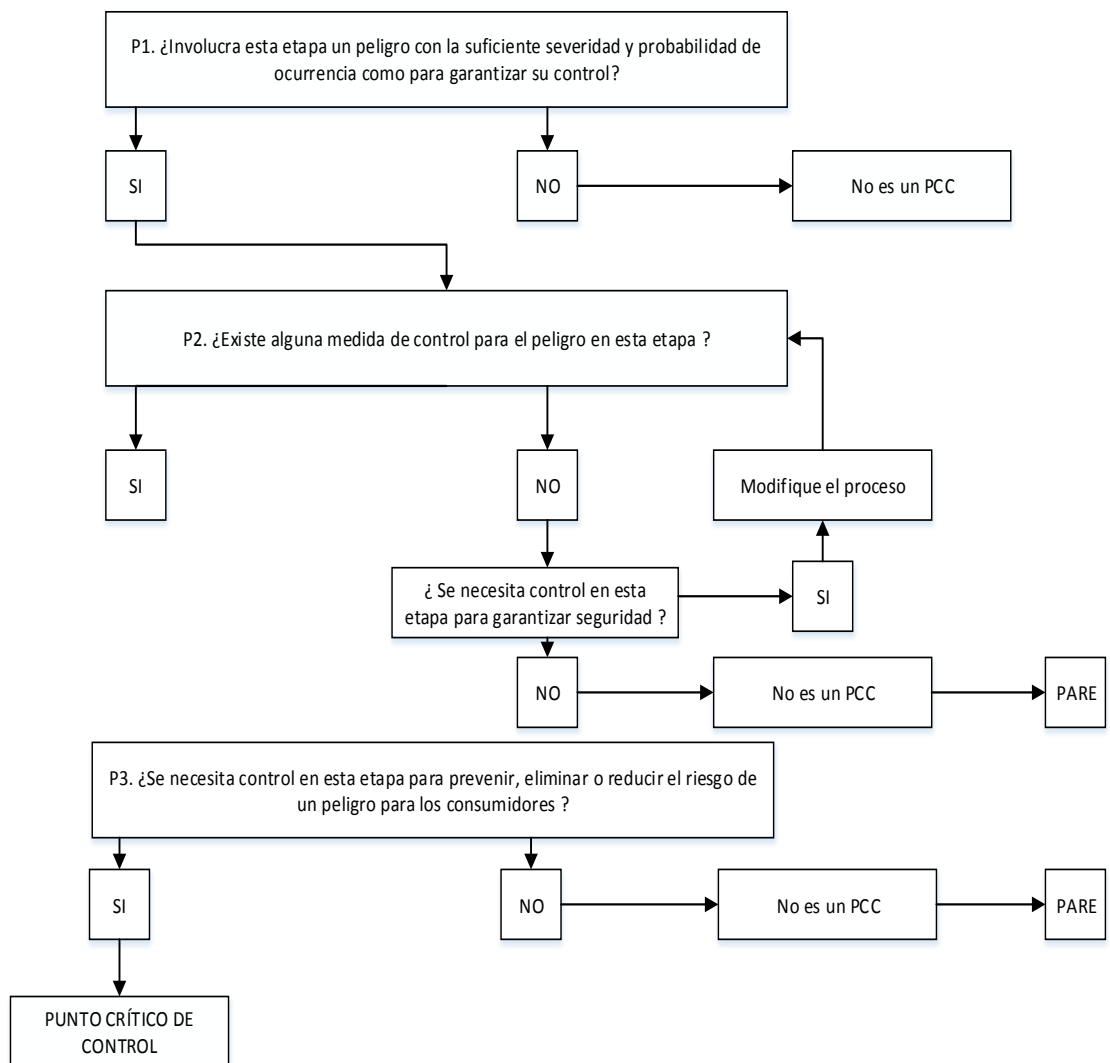 P1. ¿Involucra esta etapa un peligro con la suficiente severidad y probabilidad de
ocurrencia como para garantizar su control?
SI
NO
No es un PCC
P2. ¿Existe alguna medida de control para el peligro en esta etapa ?
SI
NO
Modifique el proceso
¿ Se necesita control en esta
etapa para garantizar seguridad ?
SI
NO
No es un PCC
PARE
P3. ¿Se necesita control en esta etapa para prevenir, eliminar o reducir el riesgo de
un peligro para los consumidores ?
SI
NO
No es un PCC
PARE
PUNTO CRÍTICO DE
CONTROL